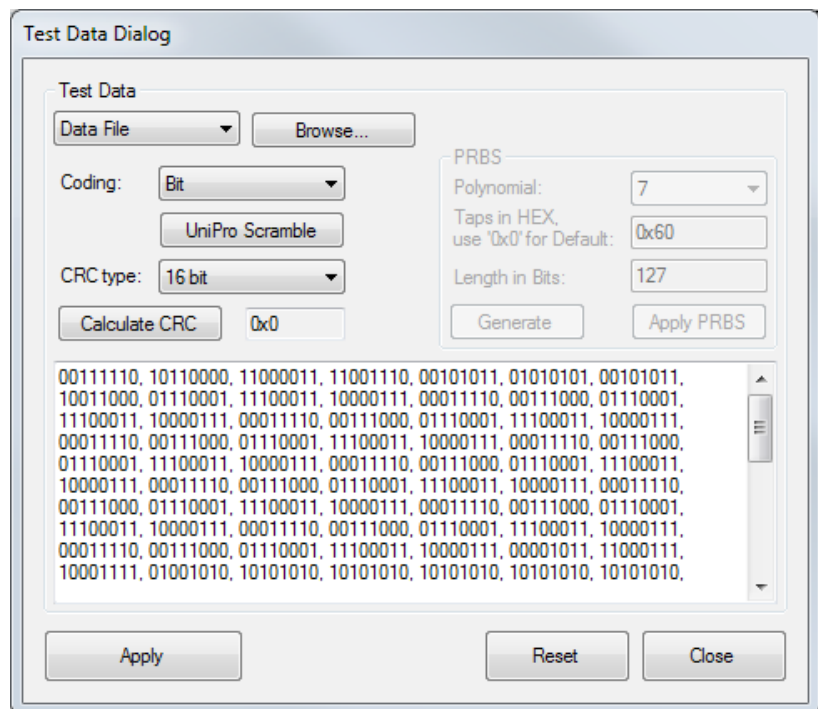 Test Data Dialog
Test Data
Data File
Browse...
Coding:
Bit
UniPro Scramble
CRC type:
16 bit
Calculate CRC
0x0
PRBS
Polynomial:
7
Taps in HEX,
use '0x0' for Default:
0x60
Length in Bits:
127
Generate
Apply PRBS
00111110, 10110000, 11000011, 11001110, 00101011, 01010101, 00101011,
10011000, 01110001, 11100011, 10000111, 00011110, 00111000, 01110001,
11100011, 10000111, 00011110, 00111000, 01110001, 11100011, 10000111,
00011110, 00111000, 01110001, 11100011, 10000111, 00011110, 00111000,
01110001, 11100011, 10000111, 00011110, 00111000, 01110001, 11100011,
10000111, 00011110, 00111000, 01110001, 11100011, 10000111, 00011110,
00111000, 01110001, 11100011, 10000111, 00011110, 00111000, 01110001,
11100011, 10000111, 00011110, 00111000, 01110001, 11100011, 10000111,
00011110, 00111000, 01110001, 11100011, 10000111, 00001011, 11000111,
10001111, 01001010, 10101010, 10101010, 10101010, 10101010, 10101010,
Apply
Reset
Close